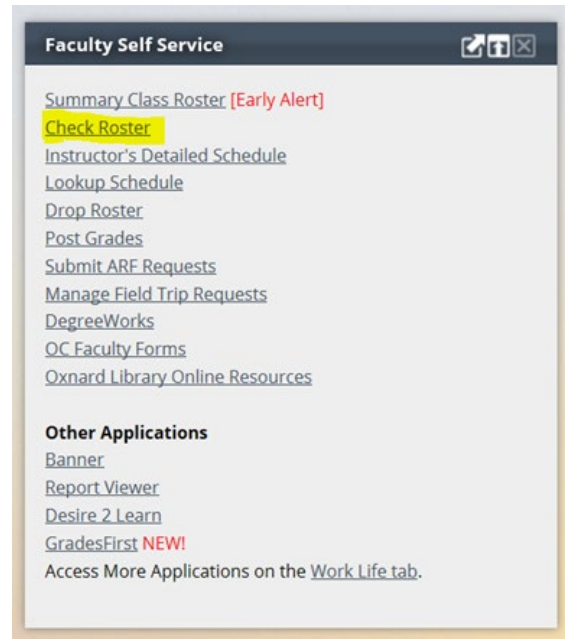 Faculty Self Service
Summary Class Roster [Early Alert]
Check Roster
Instructor's Detailed Schedule
Lookup Schedule
Drop Roster
Post Grades
Submit ARF Requests
Manage Field Trip Requests
DegreeWorks
OC Faculty Forms
Oxnard Library Online Resources
Other Applications
Banner
Report Viewer
Desire 2 Learn
GradesFirst NEW!
Access More Applications on the Work Life tab.